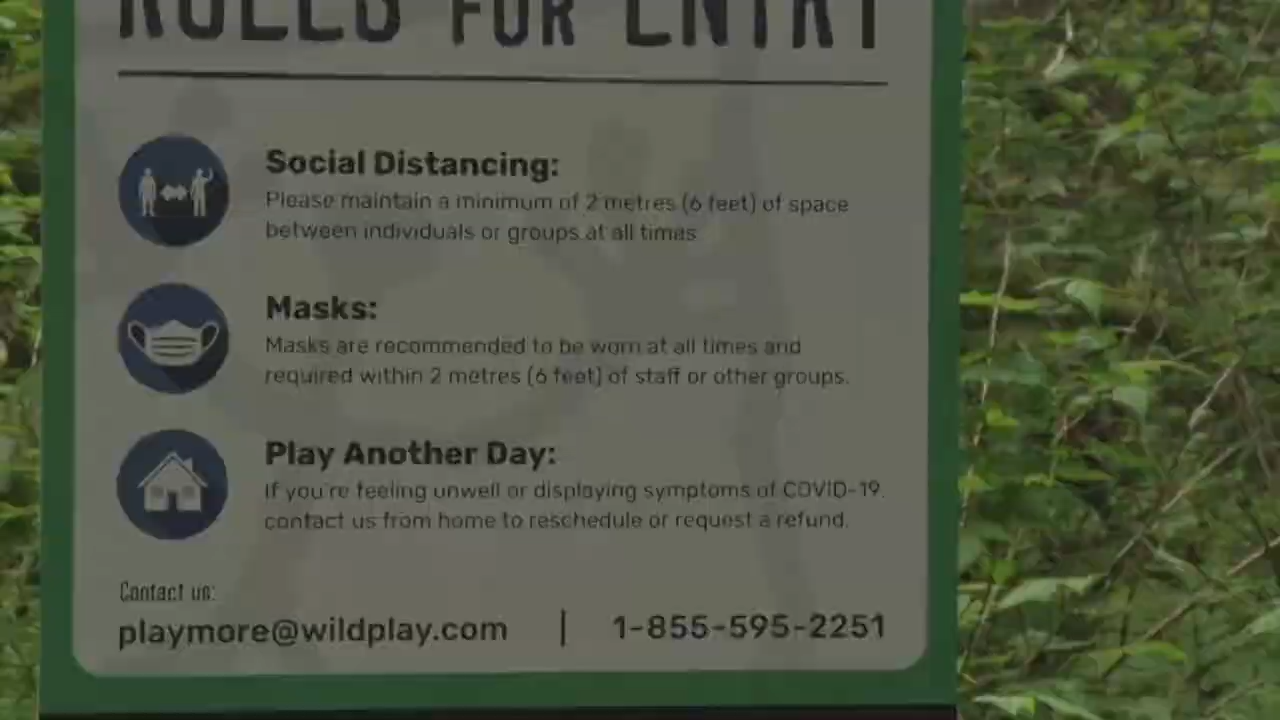 RULES FOR ENTRY
Social Distancing:
Please maintain a minimum of 2 metres (6 feet) of space
between individuals or groups at all times
Masks:
Masks are recommended to be worn at all times and
required within 2 metres (6 feet) of staff or other groups.
Play Another Day:
If you're feeling unwell or displaying symptoms of COVID-19,
contact us from home to reschedule or request a refund.
Contact us:
playmore@wildplay.com | 1-855-595-2251